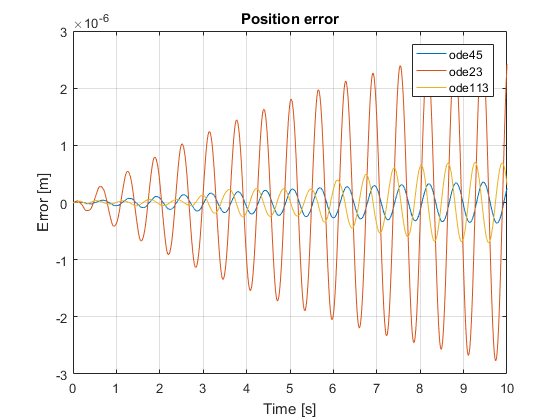 Position error
×10⁻⁶
3
2
1
0
-1
-2
-3
Error [m]
0 1 2 3 4 5 6 7 8 9 10
Time [s]
ode45
ode23
ode113